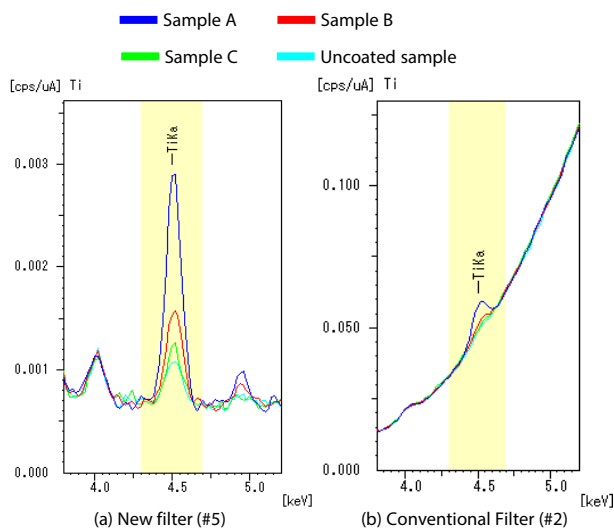 Sample A
Sample B
Sample C
Uncoated sample
[cps/uA] Ti
0.003
0.002
0.001
0.000
—TiKa
4.0
4.5
5.0
[keV]
(a) New filter (#5)
[cps/uA] Ti
0.100
0.050
0.000
—TiKa
4.0
4.5
5.0
[keV]
(b) Conventional Filter (#2)